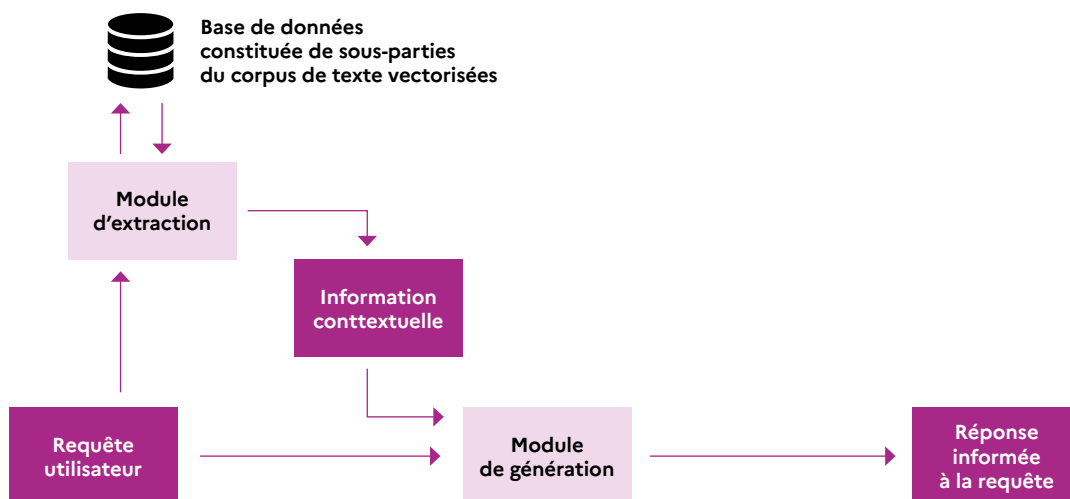 Base de données
constituée de sous-parties
du corpus de texte vectorisées
Module
d'extraction
Information
conttextuelle
Requête
utilisateur
Module
de génération
Réponse
informée
à la requête